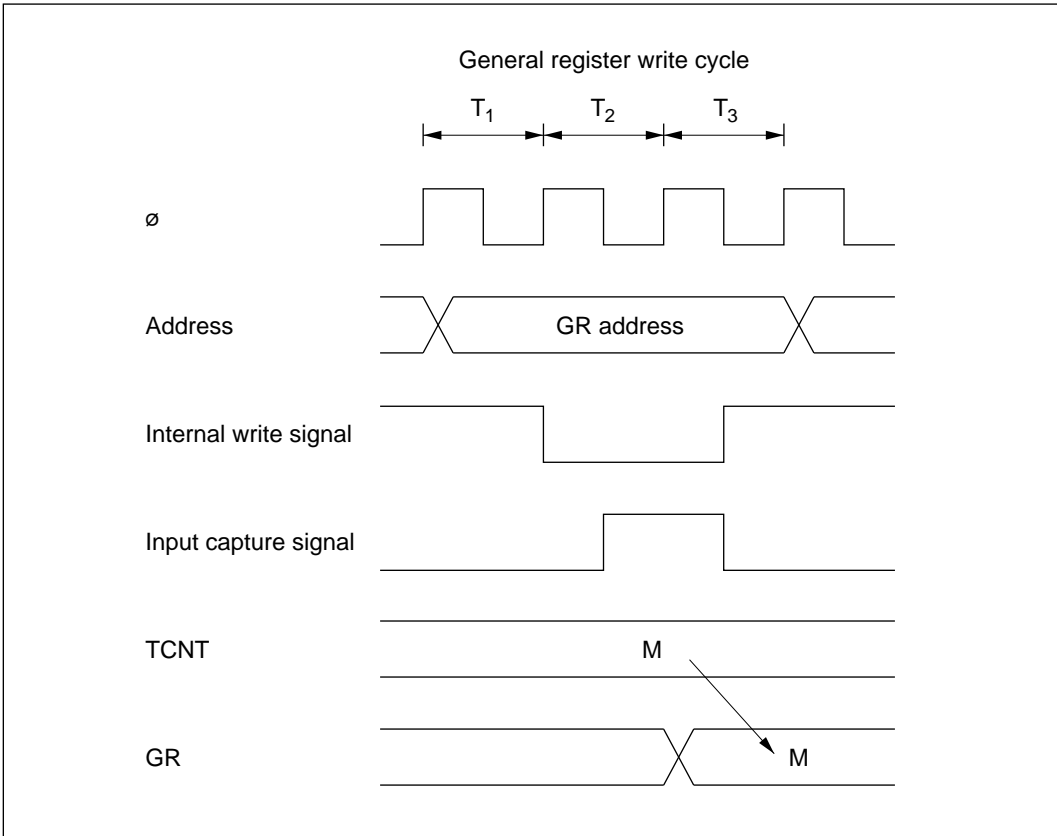 General register write cycle
T₁ T₂ T₃
ø
Address GR address
Internal write signal
Input capture signal
TCNT M
GR M